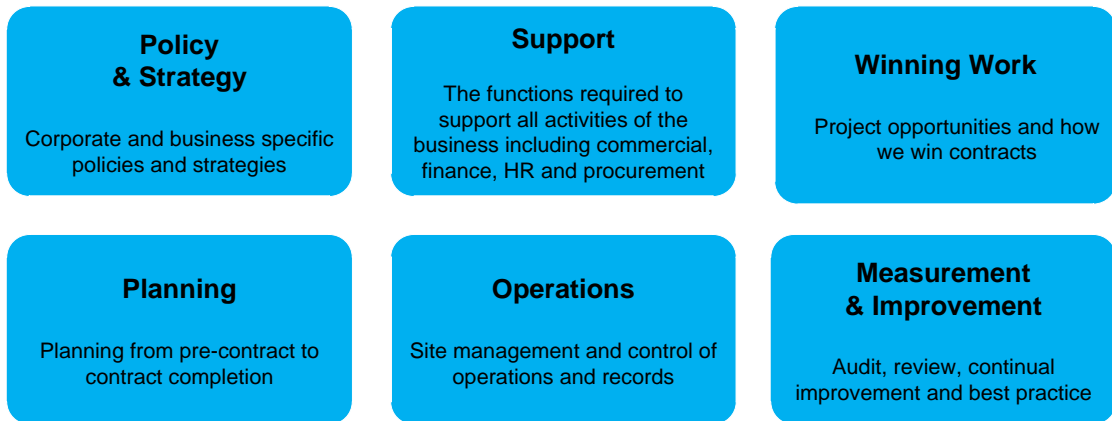 Policy
& Strategy
Corporate and business specific
policies and strategies
Support
The functions required to
support all activities of the
business including commercial,
finance, HR and procurement
Winning Work
Project opportunities and how
we win contracts
Planning
Planning from pre-contract to
contract completion
Operations
Site management and control of
operations and records
Measurement
& Improvement
Audit, review, continual
improvement and best practice